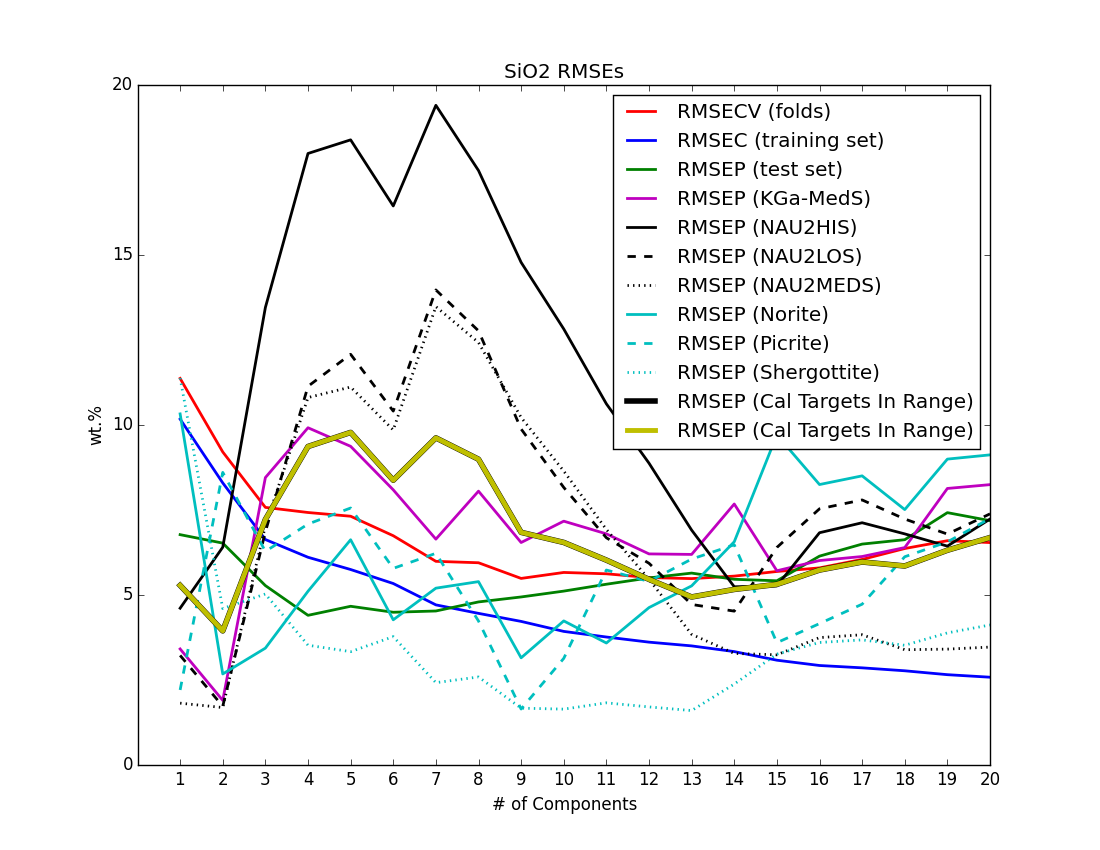 SiO2 RMSEs
20
15
10
5
0
wt.%
RMSECV (folds)
RMSEC (training set)
RMSEP (test set)
RMSEP (KGa-MedS)
RMSEP (NAU2HIS)
RMSEP (NAU2LOS)
RMSEP (NAU2MEDS)
RMSEP (Norite)
RMSEP (Picrite)
RMSEP (Shergottite)
RMSEP (Cal Targets In Range)
RMSEP (Cal Targets In Range)
1 2 3 4 5 6 7 8 9 10 11 12 13 14 15 16 17 18 19 20
# of Components